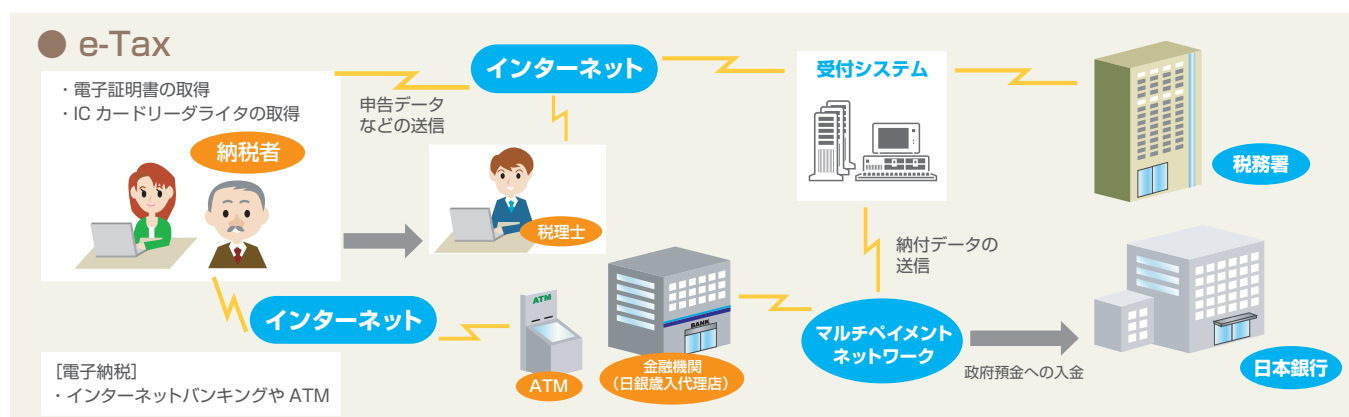 ● e-Tax
・電子証明書の取得
・IC カードリーダライタの取得
納税者
申告データ
などの送信
インターネット
税理士
受付システム
税務署
納付データの
送信
インターネット
ATM
ATM
BANK
金融機関
（日銀歳入代理店）
マルチペイメント
ネットワーク
政府預金への入金
日本銀行
［電子納税］
・インターネットバンキングや ATM